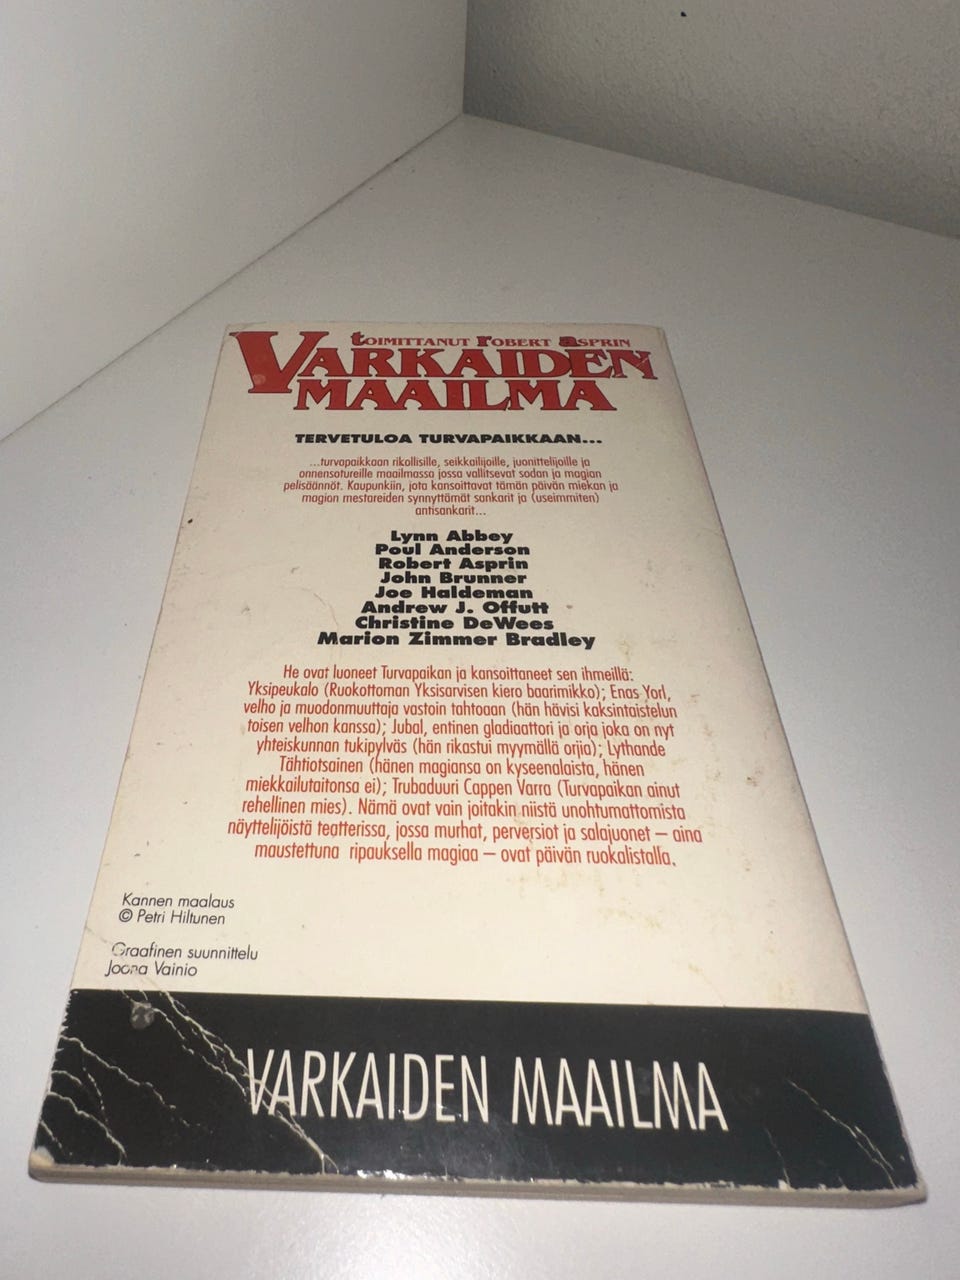 toimittanut robert asprin
VARKAIDEN
MAAILMA
TERVETULOA TURVAPAIKKAAN...
...turvapaikkaan rikollisille, seikkailijoille, juonittelijoille ja
onnensotureille maailmassa jossa vallitsevat sodan ja magian
pelisäännöt. Kaupunkiin, jota kansoittavat tämän päivän miekan ja
magian mestareiden synnyttämät sankarit ja (useimmiten)
antisankarit...
Lynn Abbey
Poul Anderson
Robert Asprin
John Brunner
Joe Haldeman
Andrew J. Offutt
Christine DeWees
Marion Zimmer Bradley
He ovat luoneet Turvapaikan ja kansoittaneet sen ihmeillä:
Yksipeukalo (Ruokottoman Yksisarvisen kiero baarimikko); Enas Yorl,
velho ja muodonmuuttaja vastoin tahtoaan (hän hävisi kaksintaistelun
toisen velhon kanssa); Jubal, entinen gladiaattori ja orja joka on nyt
yhteiskunnan tukipylväs (hän rikastui myymällä orjia); Lythande
Tähtiotsainen (hänen magiansa on kyseenalaista, hänen
miekkailutaitonsa ei); Trubaduuri Cappen Varra (Turvapaikan ainut
rehellinen mies). Nämä ovat vain joitakin niistä unohtumattomista
näyttelijöistä teatterissa, jossa murhat, perversiot ja salajuonet – aina
maustettuna ripauksella magiaa – ovat päivän ruokalistalla.
Kannen maalaus
© Petri Hiltunen
Graafinen suunnittelu
Joona Vainio
VARKAIDEN MAAILMA